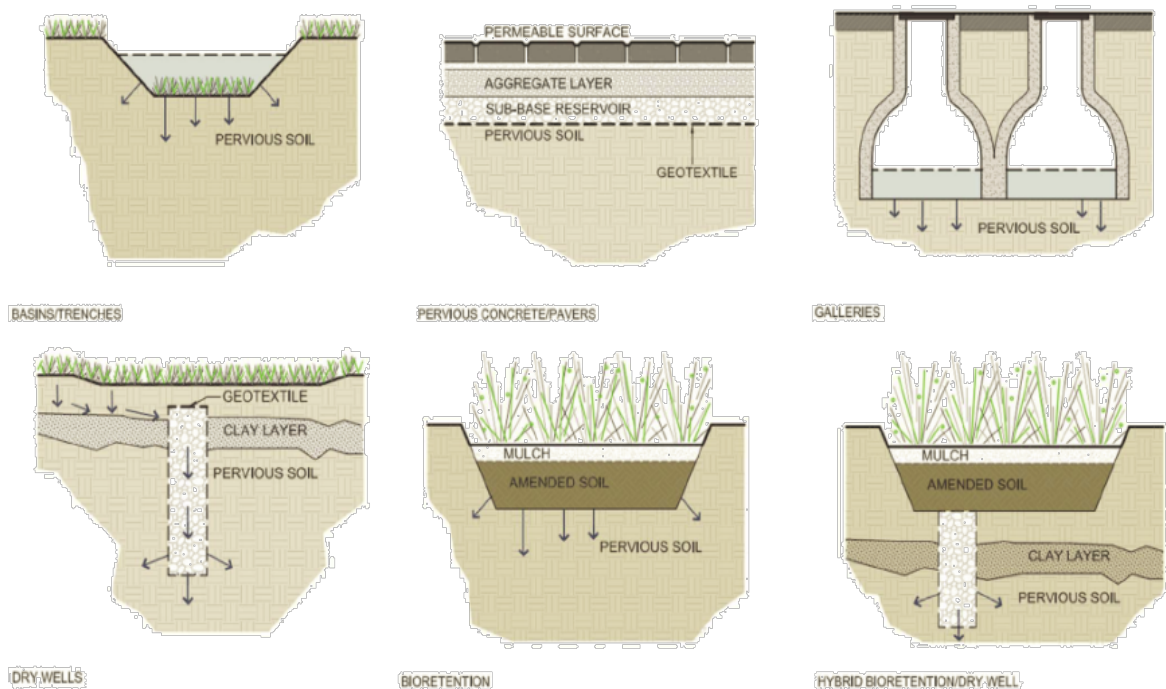 PERVIOUS SOIL
BASINS/TRENCHES
PERMEABLE SURFACE
AGGREGATE LAYER
SUB-BASE RESERVOIR
PERVIOUS SOIL
GEOTEXTILE
PERVIOUS CONCRETE/PAVERS
PERVIOUS SOIL
GALLERIES
GEOTEXTILE
CLAY LAYER
PERVIOUS SOIL
DRY WELLS
MULCH
AMENDED SOIL
PERVIOUS SOIL
BIORETENTION
MULCH
AMENDED SOIL
CLAY LAYER
PERVIOUS SOIL
HYBRID BIORETENTION/DRY WELL